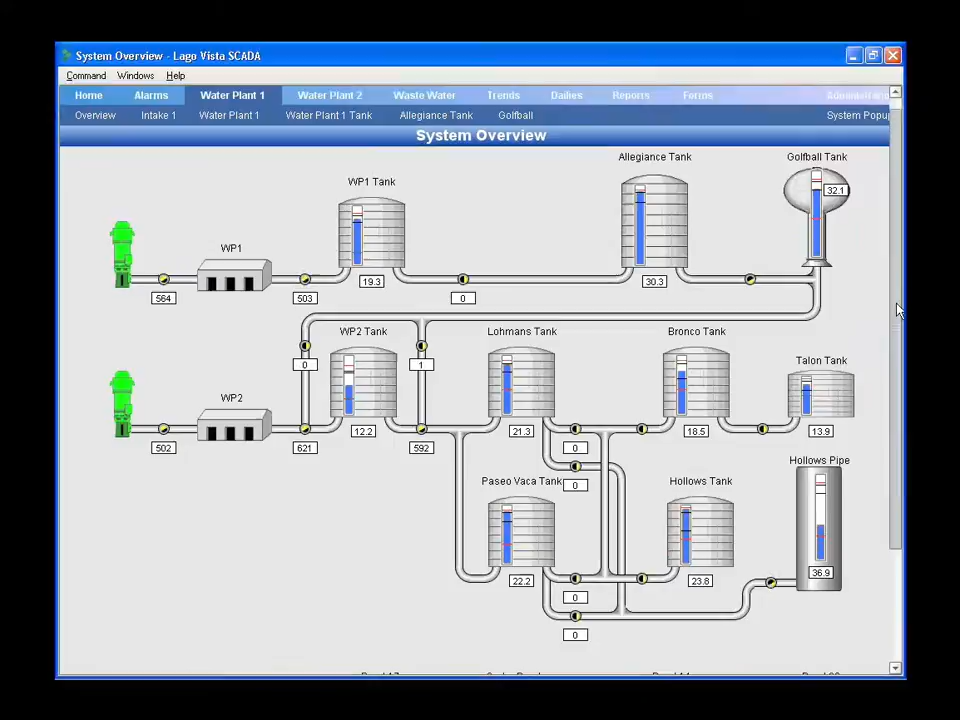 System Overview - Lago Vista SCADA
Command Windows Help
Home Alarms Water Plant 1 Water Plant 2 Waste Water Trends Dailies Reports Forms
Overview Intake 1 Water Plant 1 Water Plant 1 Tank Allegiance Tank Golfball System Popu
System Overview
Allegiance Tank Golfball Tank
WP1 Tank
32.1
WP1
19.3 30.3
564 503 0
WP2 Tank Lohmans Tank Bronco Tank
Talon Tank
0 1
WP2
12.2 21.3 18.5 13.9
502 621 592 0
Hollows Pipe
Paseo Vaca Tank 0 Hollows Tank
36.9
22.2 23.8
0
0